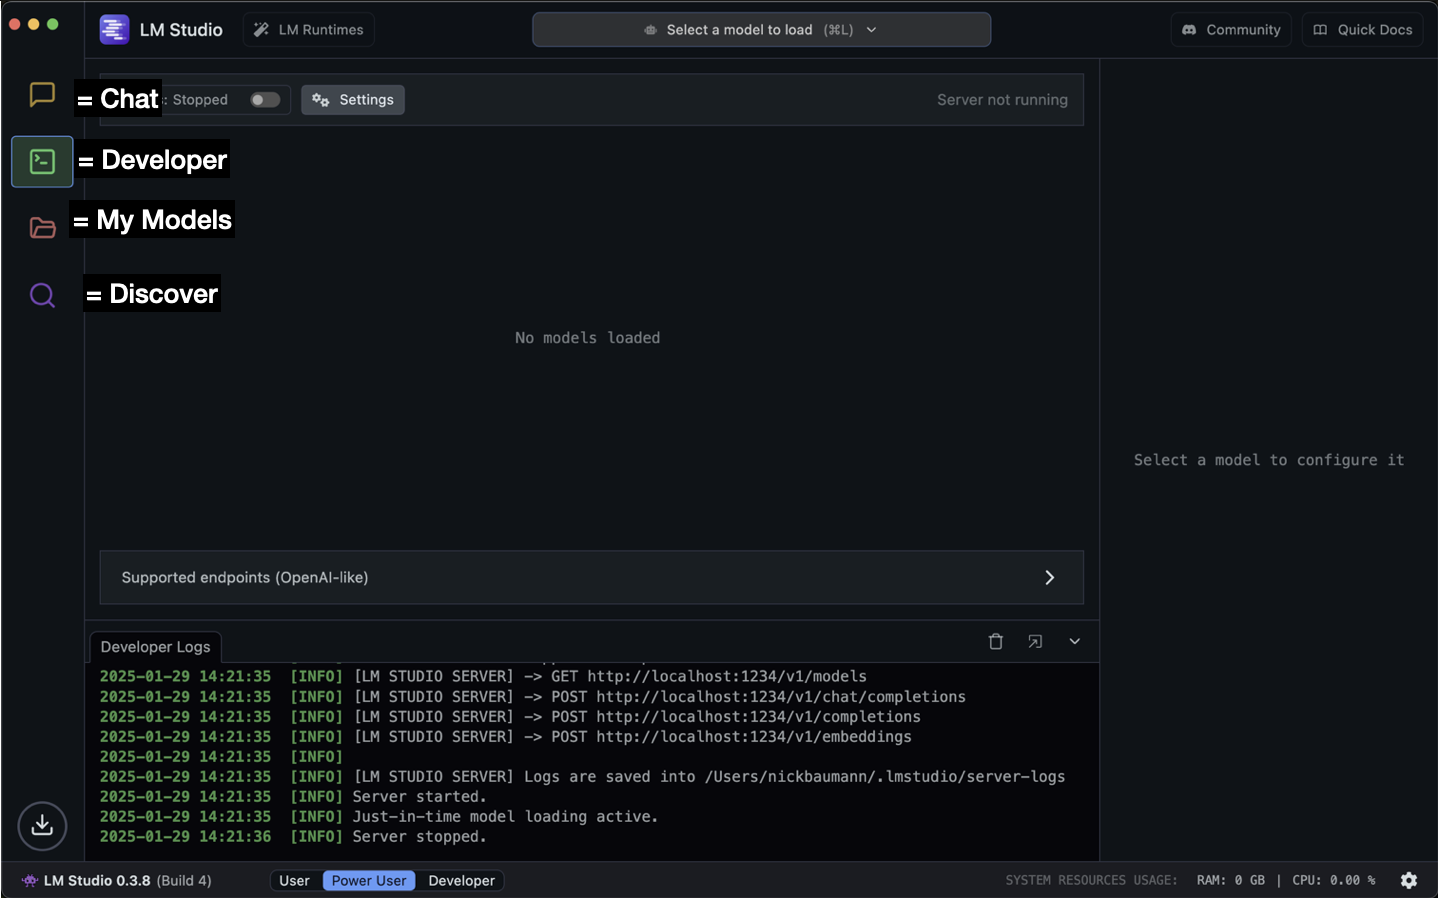 LM Studio
LM Runtimes
Select a model to load (⌘L)
Community
Quick Docs
= Chat
: Stopped
Settings
Server not running
= Developer
= My Models
= Discover
No models loaded
Select a model to configure it
Supported endpoints (OpenAI-like)
Developer Logs
2025-01-29 14:21:35 [INFO] [LM STUDIO SERVER] -> GET http://localhost:1234/v1/models
2025-01-29 14:21:35 [INFO] [LM STUDIO SERVER] -> POST http://localhost:1234/v1/chat/completions
2025-01-29 14:21:35 [INFO] [LM STUDIO SERVER] -> POST http://localhost:1234/v1/completions
2025-01-29 14:21:35 [INFO] [LM STUDIO SERVER] -> POST http://localhost:1234/v1/embeddings
2025-01-29 14:21:35 [INFO]
2025-01-29 14:21:35 [INFO] [LM STUDIO SERVER] Logs are saved into /Users/nickbaumann/.lmstudio/server-logs
2025-01-29 14:21:35 [INFO] Server started.
2025-01-29 14:21:35 [INFO] Just-in-time model loading active.
2025-01-29 14:21:36 [INFO] Server stopped.
LM Studio 0.3.8 (Build 4)
User
Power User
Developer
SYSTEM RESOURCES USAGE: RAM: 0 GB | CPU: 0.00 %